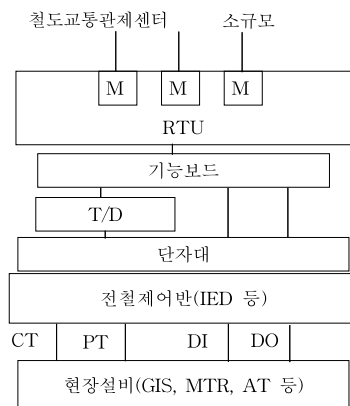 철도교통관제센터 소규모
M M M
RTU
기능보드
T/D
단자대
전철제어반(IED 등)
CT PT DI DO
현장설비(GIS, MTR, AT 등)